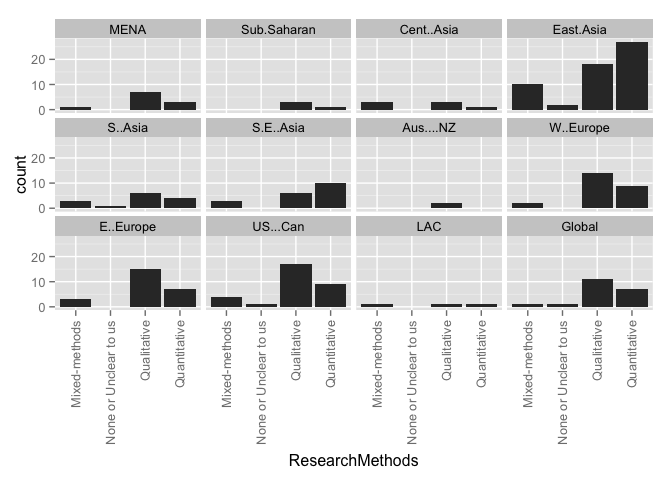 MENA Sub.Saharan Cent..Asia East.Asia
20
10
0
S..Asia S.E..Asia Aus....NZ W..Europe
count
20
10
0
E..Europe US...Can LAC Global
20
10
0
Mixed-methods
None or Unclear to us
Qualitative
Quantitative
Mixed-methods
None or Unclear to us
Qualitative
Quantitative
Mixed-methods
None or Unclear to us
Qualitative
Quantitative
Mixed-methods
None or Unclear to us
Qualitative
Quantitative
ResearchMethods